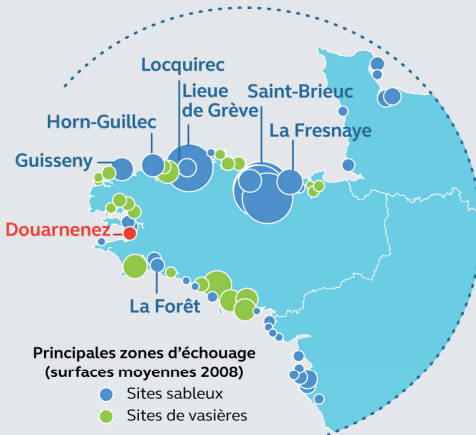 Locquirec
Lieue
de Grève
Saint-Brieuc
Horn-Guillec
La Fresnaye
Guisseny
Douarnenez
La Forêt
Principales zones d'échouage
(surfaces moyennes 2008)
Sites sableux
Sites de vasières